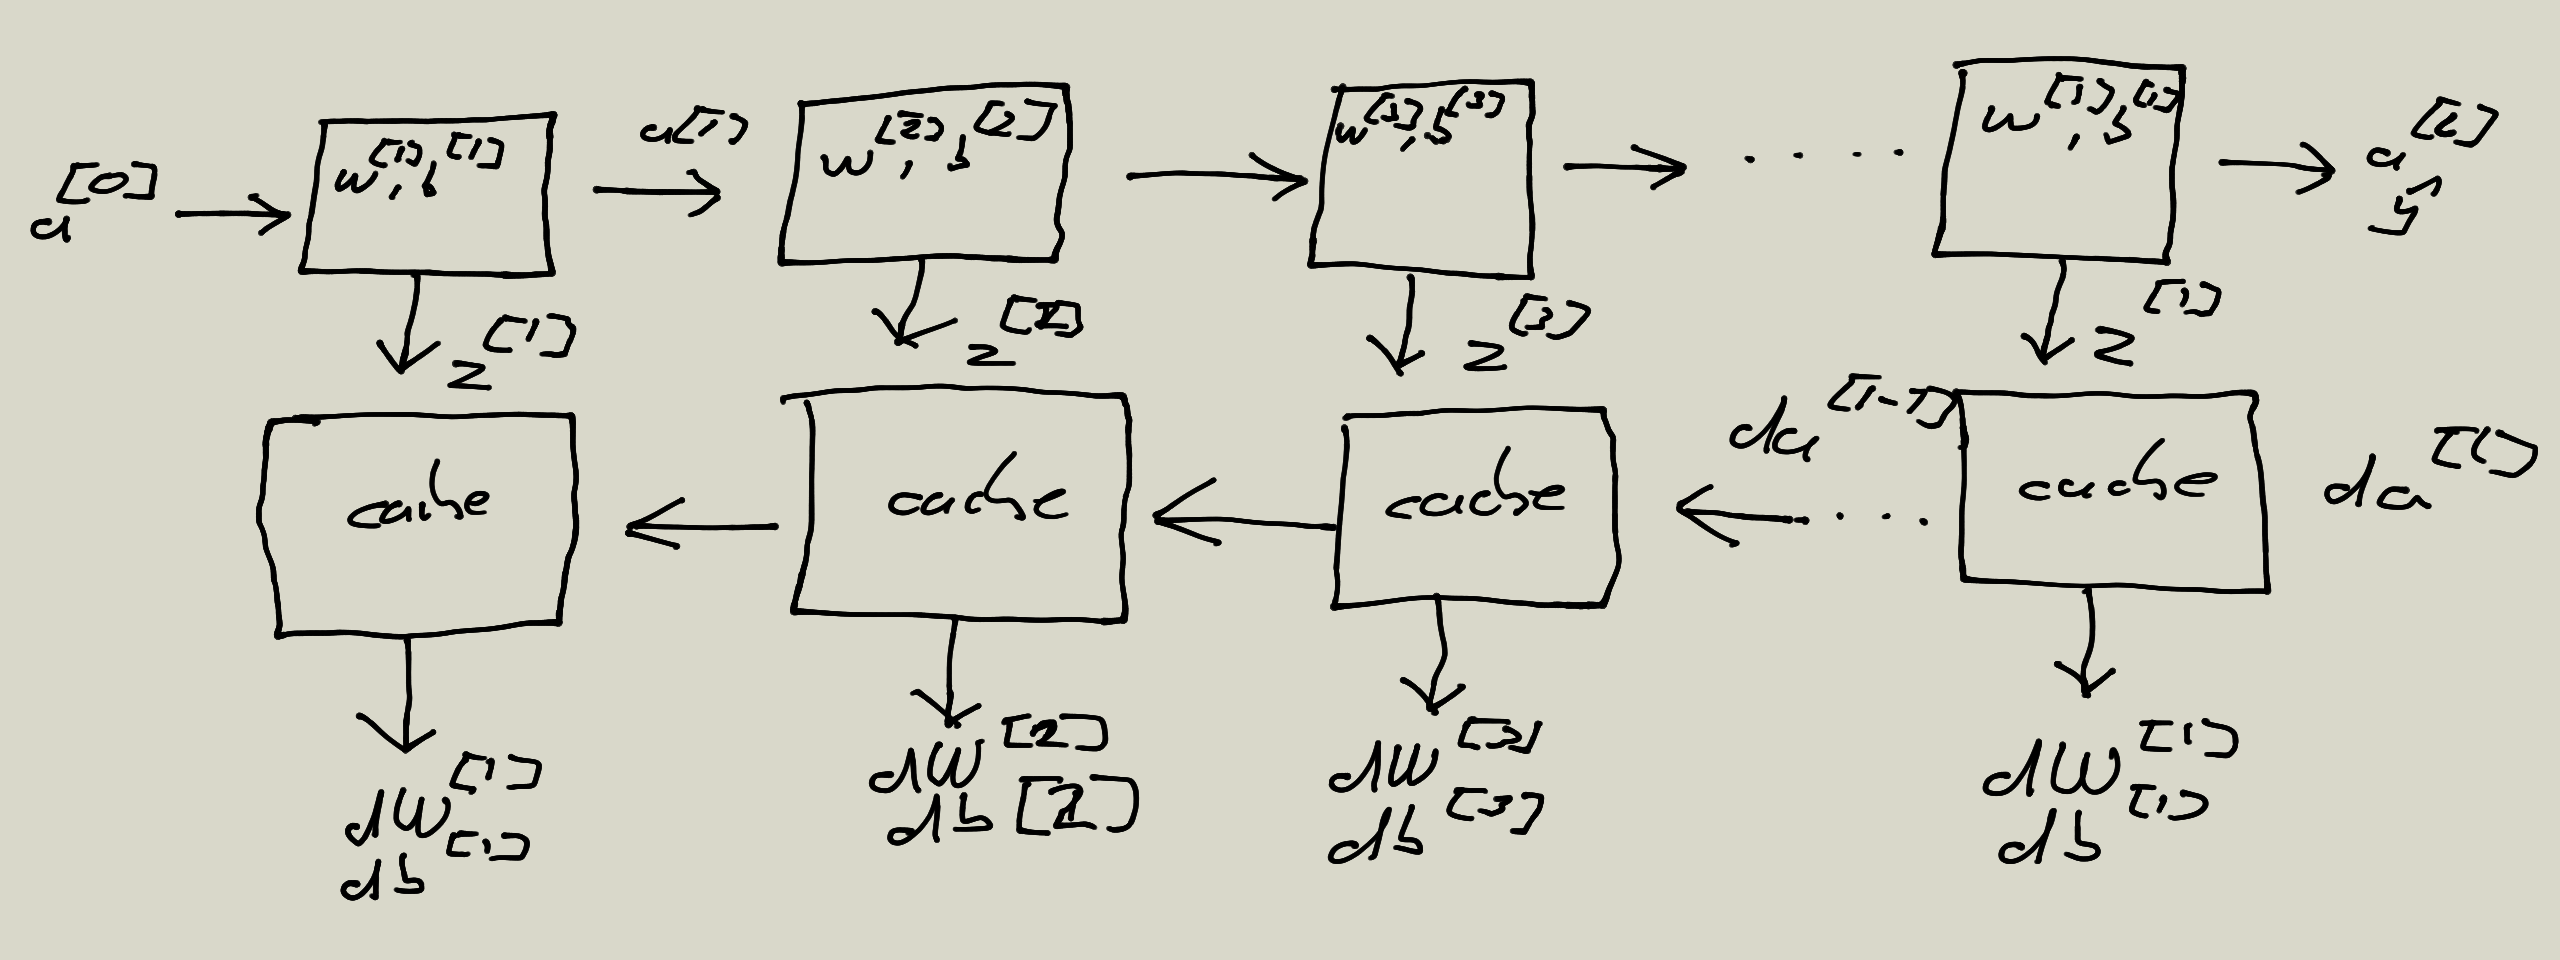 a[0]
w[1], b[1]
a[1]
w[2], b[2]
w[3], b[3]
. . . .
w[l], b[l]
a[l]
ŷ
z[1]
z[2]
z[3]
z[l]
cache
cache
cache
da[l-1]
. . .
cache
da[l]
dW[1]
db[1]
dW[2]
db[2]
dW[3]
db[3]
dW[l]
db[l]